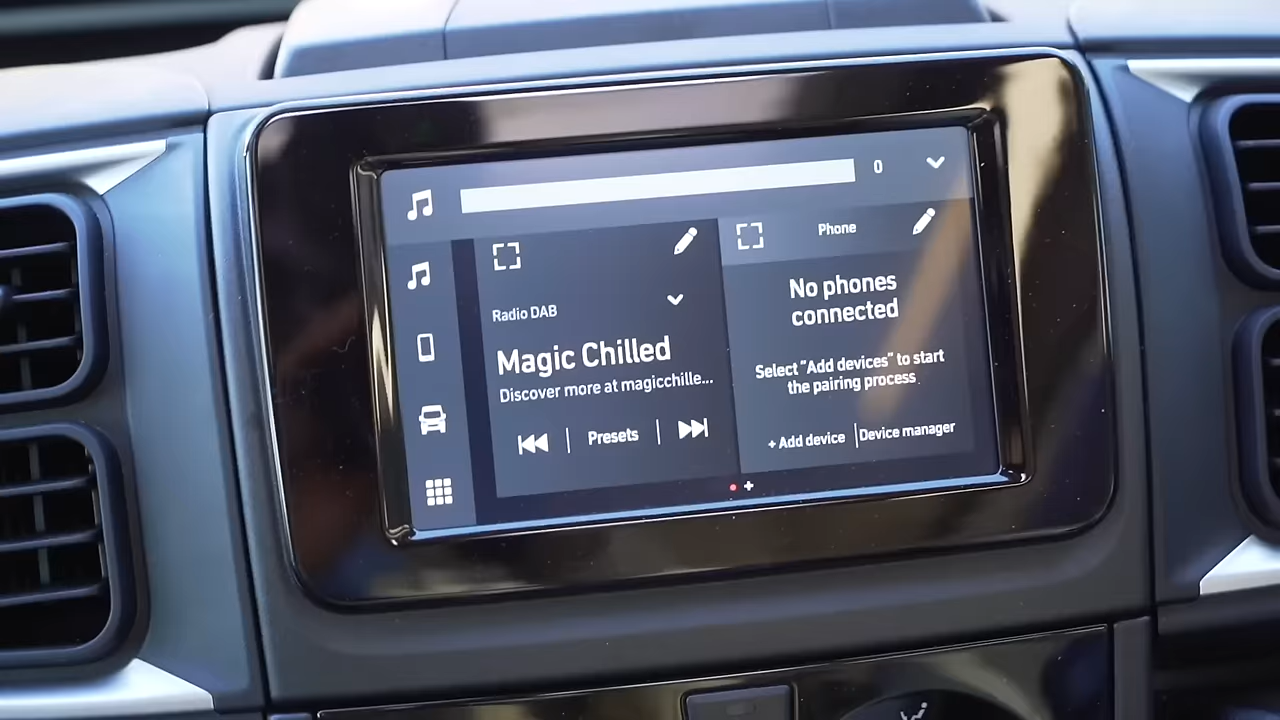 0
Phone
Radio DAB
Magic Chilled
Discover more at magicchille...
Presets
No phones
connected
Select "Add devices" to start
the pairing process
+ Add device
Device manager